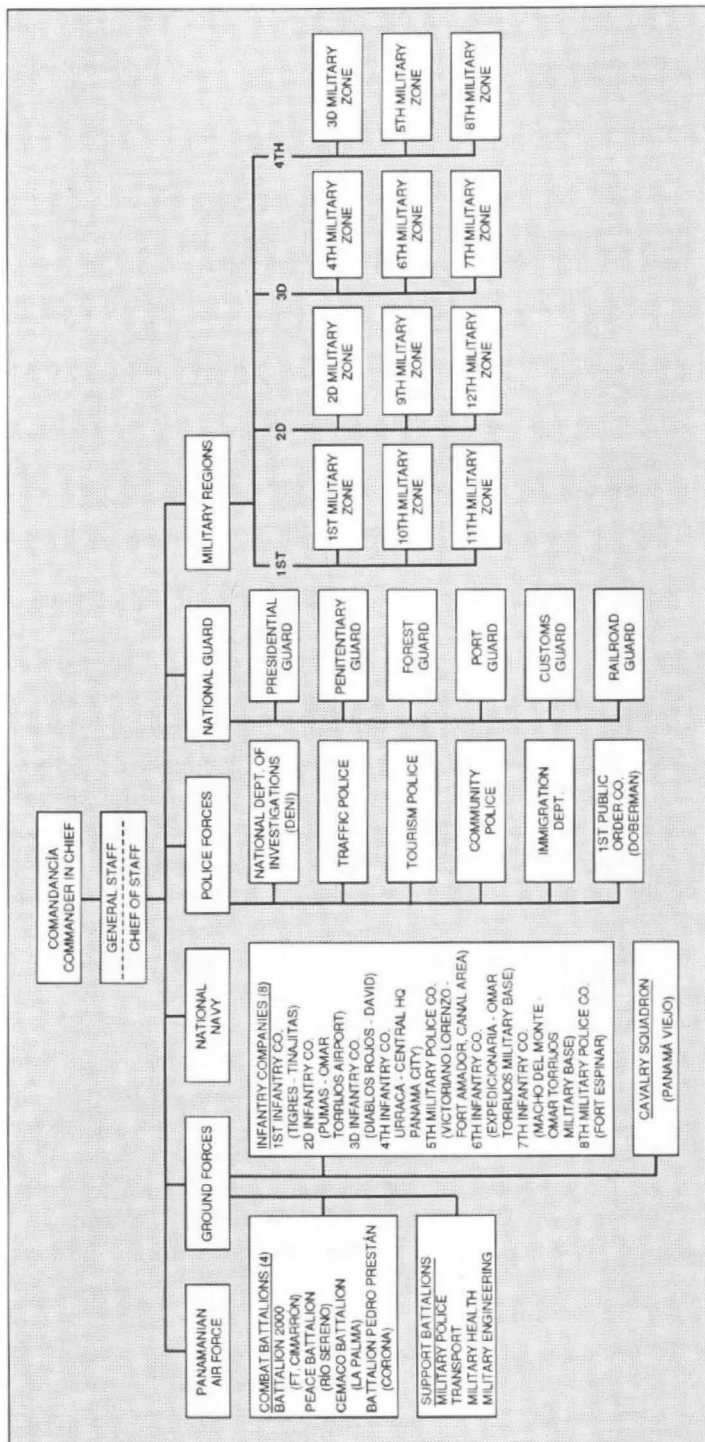 COMANDANCÍA
COMMANDER IN CHIEF
GENERAL STAFF
CHIEF OF STAFF
PANAMANIAN
AIR FORCE
GROUND FORCES
NATIONAL
NAVY
POLICE FORCES
NATIONAL GUARD
MILITARY REGIONS
COMBAT BATTALIONS (4)
BATTALION 2000
(FT. CIMARRÓN)
PEACE BATTALION
(RÍO SERENO)
CEMACO BATTALION
(LA PALMA)
BATTALION PEDRO PRESTÁN
(CORONA)
SUPPORT BATTALIONS
MILITARY POLICE
TRANSPORT
MILITARY HEALTH
MILITARY ENGINEERING
INFANTRY COMPANIES (8)
1ST INFANTRY CO.
(TIGRES - TINAJITAS)
2D INFANTRY CO.
(PUMAS - OMAR
TORRIJOS AIRPORT)
3D INFANTRY CO.
(DIABLOS ROJOS - DAVID)
4TH INFANTRY CO.
URRACA - CENTRAL HQ
PANAMA CITY)
5TH MILITARY POLICE CO.
(VICTORIANO LORENZO -
FORT AMADOR, CANAL AREA)
6TH INFANTRY CO.
(EXPEDICIONARIA - OMAR
TORRIJOS MILITARY BASE)
7TH INFANTRY CO.
(MACHO DEL MONTE -
OMAR TORRIJOS
MILITARY BASE)
8TH MILITARY POLICE CO.
(FORT ESPINAR)
CAVALRY SQUADRON
(PANAMÁ VIEJO)
NATIONAL DEPT. OF
INVESTIGATIONS
(DENI)
TRAFFIC POLICE
TOURISM POLICE
COMMUNITY
POLICE
IMMIGRATION
DEPT.
1ST PUBLIC
ORDER CO.
(DOBERMAN)
PRESIDENTIAL
GUARD
PENITENTIARY
GUARD
FOREST
GUARD
PORT
GUARD
CUSTOMS
GUARD
RAILROAD
GUARD
1ST
1ST MILITARY
ZONE
10TH MILITARY
ZONE
11TH MILITARY
ZONE
2D
2D MILITARY
ZONE
9TH MILITARY
ZONE
12TH MILITARY
ZONE
3D
4TH MILITARY
ZONE
6TH MILITARY
ZONE
7TH MILITARY
ZONE
4TH
3D MILITARY
ZONE
5TH MILITARY
ZONE
8TH MILITARY
ZONE